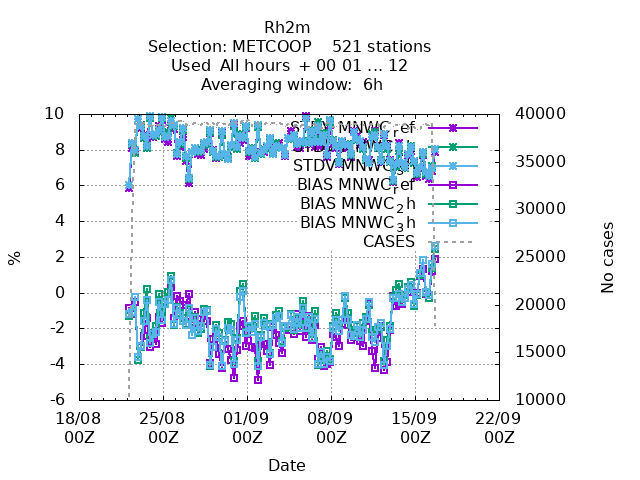 Rh2m
Selection: METCOOP 521 stations
Used All hours + 00 01 ... 12
Averaging window: 6h
10
8
6
4
2
0
-2
-4
-6
%
40000
35000
30000
25000
20000
15000
10000
No cases
STDV MNWC_ref
STDV MNWC_3h
BIAS MNWC_ref
BIAS MNWC_2h
BIAS MNWC_3h
CASES
18/08 25/08 01/09 08/09 15/09 22/09
00Z 00Z 00Z 00Z 00Z 00Z
Date